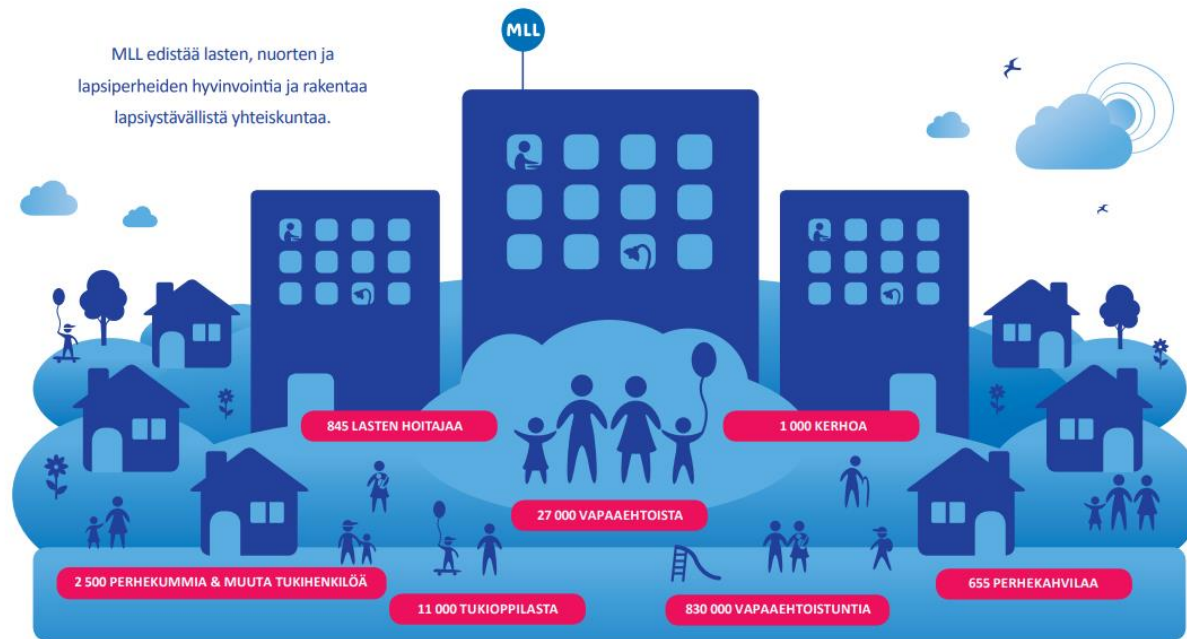 MLL
MLL edistää lasten, nuorten ja
lapsiperheiden hyvinvointia ja rakentaa
lapsiystävällistä yhteiskuntaa.
845 LASTEN HOITAJAA
1 000 KERHOA
27 000 VAPAAEHTOISTA
2 500 PERHEKUMMIA & MUUTA TUKIHENKILÖÄ
655 PERHEKAHVILAA
11 000 TUKIOPPILASTA
830 000 VAPAAEHTOISTUNTIA